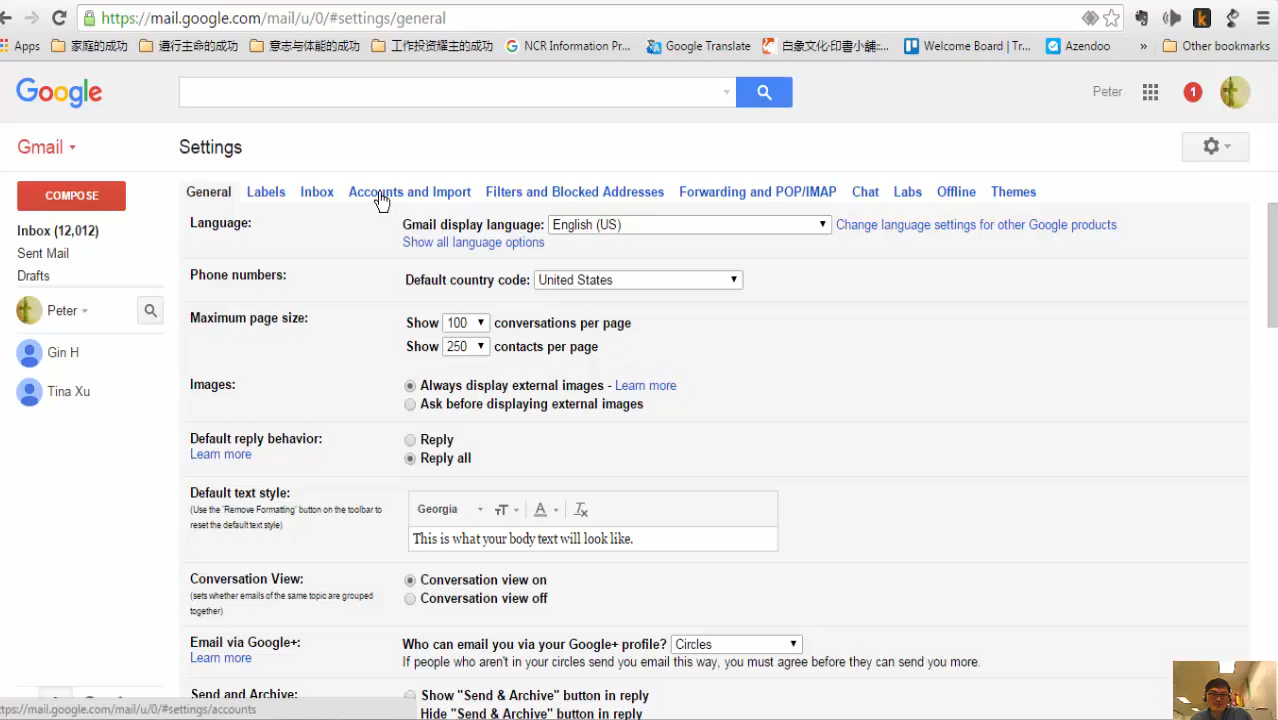 https://mail.google.com/mail/u/0/#settings/general
Apps 家庭的成功 遵行主命的成功 意志与体能的成功 工作投资权主的成功 NCR Information Pr... Google Translate 白象文化·印書小舖:... Welcome Board | Tr... Azendoo » Other bookmarks
Google Peter 1
Gmail Settings
COMPOSE General Labels Inbox Accounts and Import Filters and Blocked Addresses Forwarding and POP/IMAP Chat Labs Offline Themes
Inbox (12,012)
Sent Mail
Drafts
Peter
Gin H
Tina Xu
Language: Gmail display language: English (US) Change language settings for other Google products
Show all language options
Phone numbers: Default country code: United States
Maximum page size: Show 100 conversations per page
Show 250 contacts per page
Images: Always display external images - Learn more
Ask before displaying external images
Default reply behavior: Reply
Learn more Reply all
Default text style: Georgia
(Use the 'Remove Formatting' button on the toolbar to
reset the default text style)
This is what your body text will look like.
Conversation View: Conversation view on
(sets whether emails of the same topic are grouped
together)
Conversation view off
Email via Google+: Who can email you via your Google+ profile? Circles
Learn more If people who aren't in your circles send you email this way, you must agree before they can send you more.
Send and Archive: Show "Send & Archive" button in reply
Hide "Send & Archive" button in reply
ttps://mail.google.com/mail/u/0/#settings/accounts